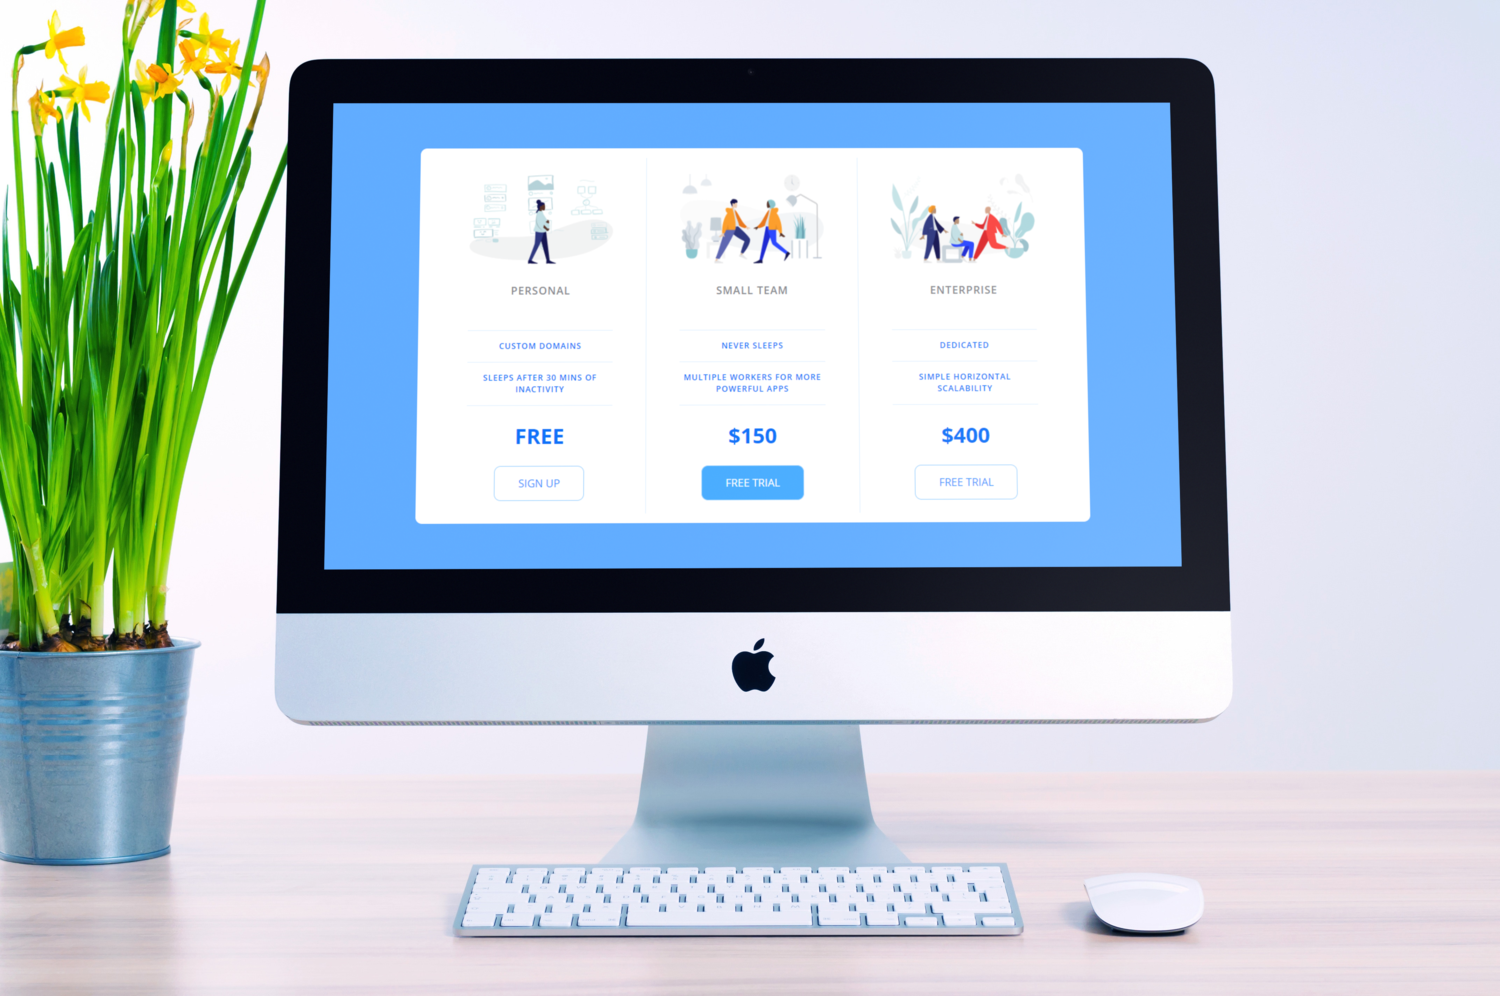 PERSONAL
CUSTOM DOMAINS
SLEEPS AFTER 30 MINS OF
INACTIVITY
FREE
SIGN UP
SMALL TEAM
NEVER SLEEPS
MULTIPLE WORKERS FOR MORE
POWERFUL APPS
$150
FREE TRIAL
ENTERPRISE
DEDICATED
SIMPLE HORIZONTAL
SCALABILITY
$400
FREE TRIAL